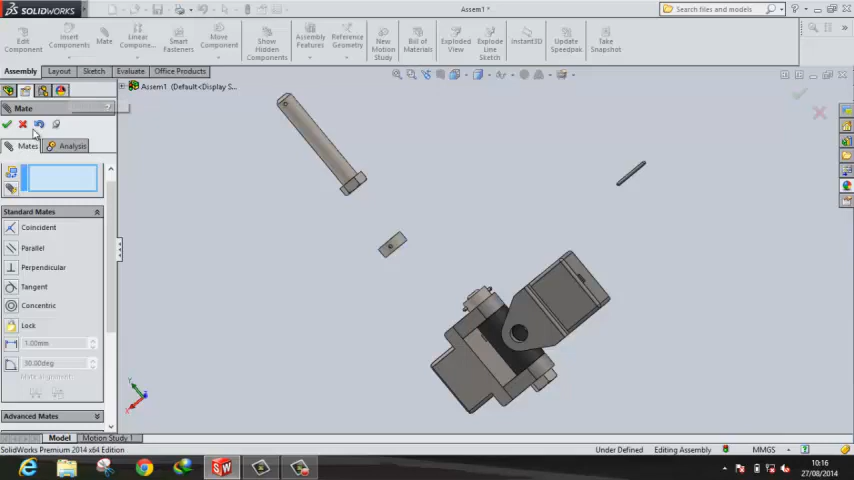 SOLIDWORKS
Assem1 *
Search files and models
Edit Component
Insert Components
Mate
Linear Compone...
Smart Fasteners
Move Component
Show Hidden Components
Assembly Features
Reference Geometry
New Motion Study
Bill of Materials
Exploded View
Explode Line Sketch
Instant3D
Update Speedpak
Take Snapshot
Assembly
Layout
Sketch
Evaluate
Office Products
Assem1 (Default<Display S...
Mate
?
Mates
Analysis
Standard Mates
Coincident
Parallel
Perpendicular
Tangent
Concentric
Lock
1.00mm
30.00deg
Mate alignment:
Advanced Mates
Y
X
Z
Model
Motion Study 1
SolidWorks Premium 2014 x64 Edition
Under Defined
Editing Assembly
MMGS
10:16
27/08/2014